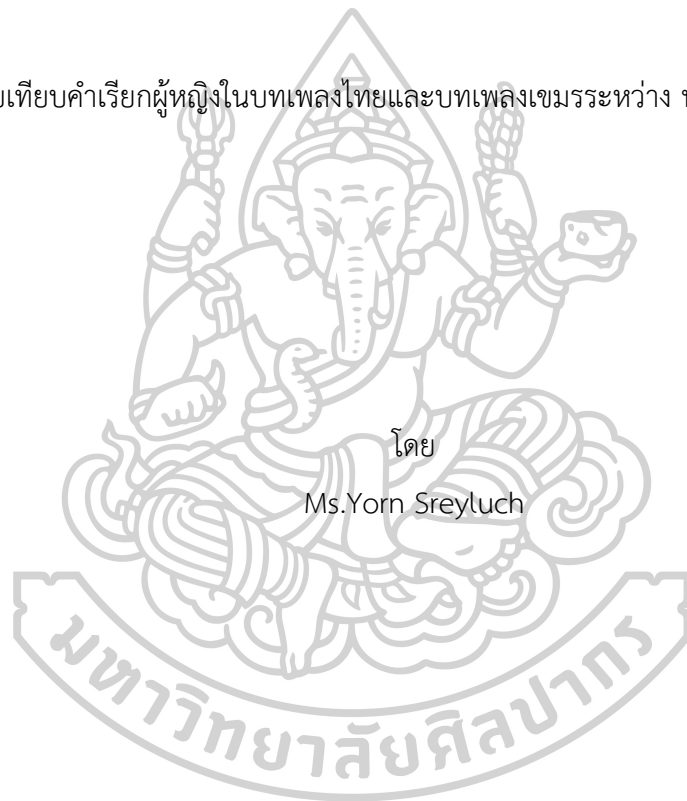 ยเทียบคำเรียกผู้หญิงในบทเพลงไทยและบทเพลงเขมรระหว่าง
โดย
Ms.Yorn Sreyluch
มหาวิทยาลัยศิลปากร